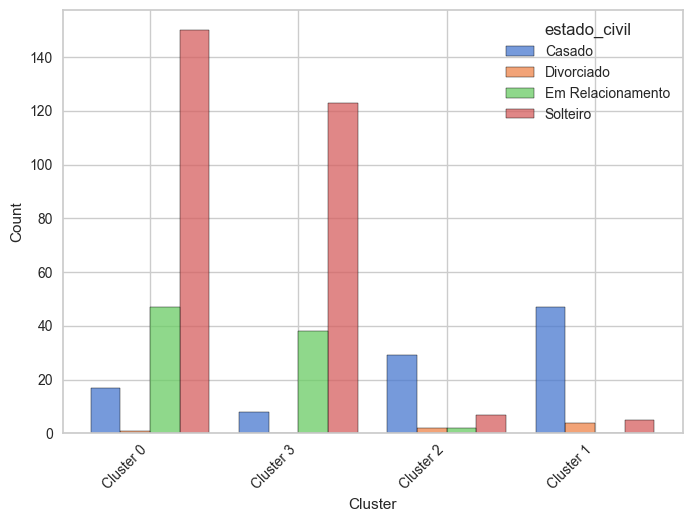 estado_civil
Casado
Divorciado
Em Relacionamento
Solteiro
Count
140
120
100
80
60
40
20
0
Cluster 0
Cluster 3
Cluster 2
Cluster 1
Cluster